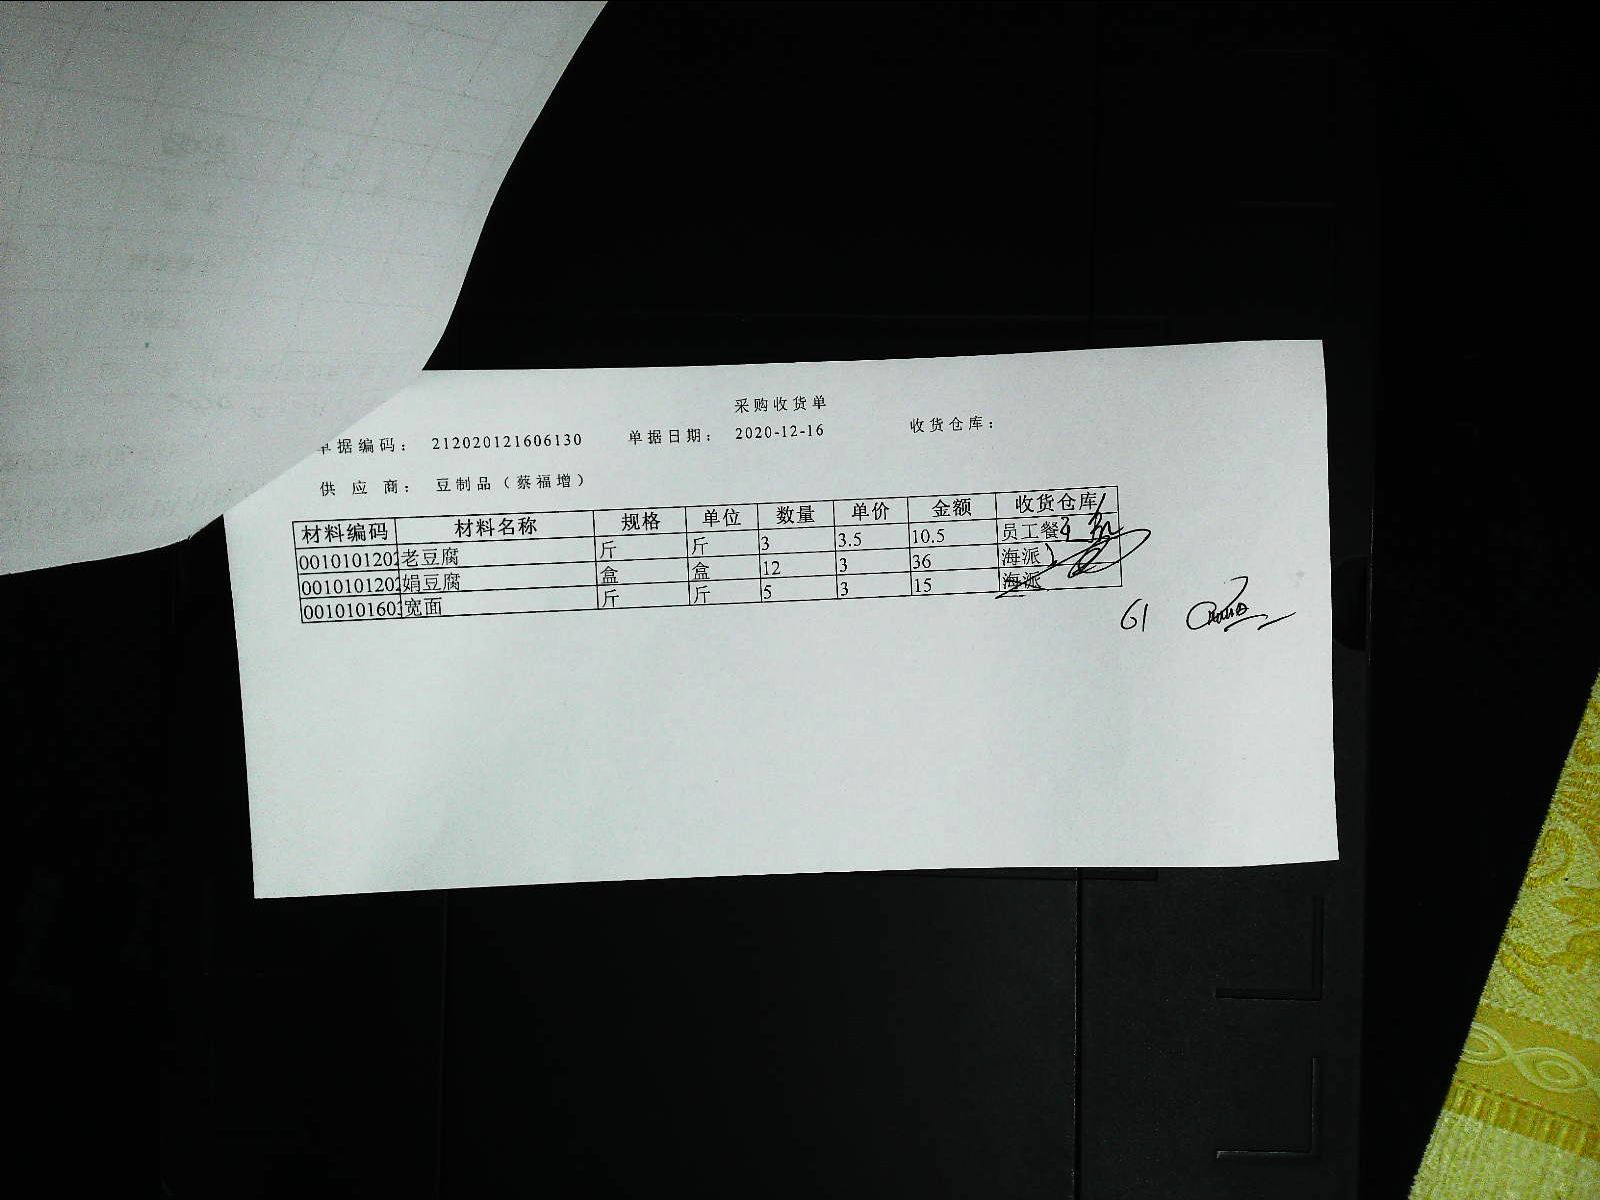 采购收货单
单据编码： 212020121606130 单据日期： 2020-12-16 收货仓库：
供 应 商： 豆制品（蔡福增）
材料编码 材料名称 规格 单位 数量 单价 金额 收货仓库
0010101202 老豆腐 斤 斤 3 3.5 10.5 员工餐
0010101202 娟豆腐 盒 盒 12 3 36 海派
001010160 宽面 斤 斤 5 3 15 海派
61